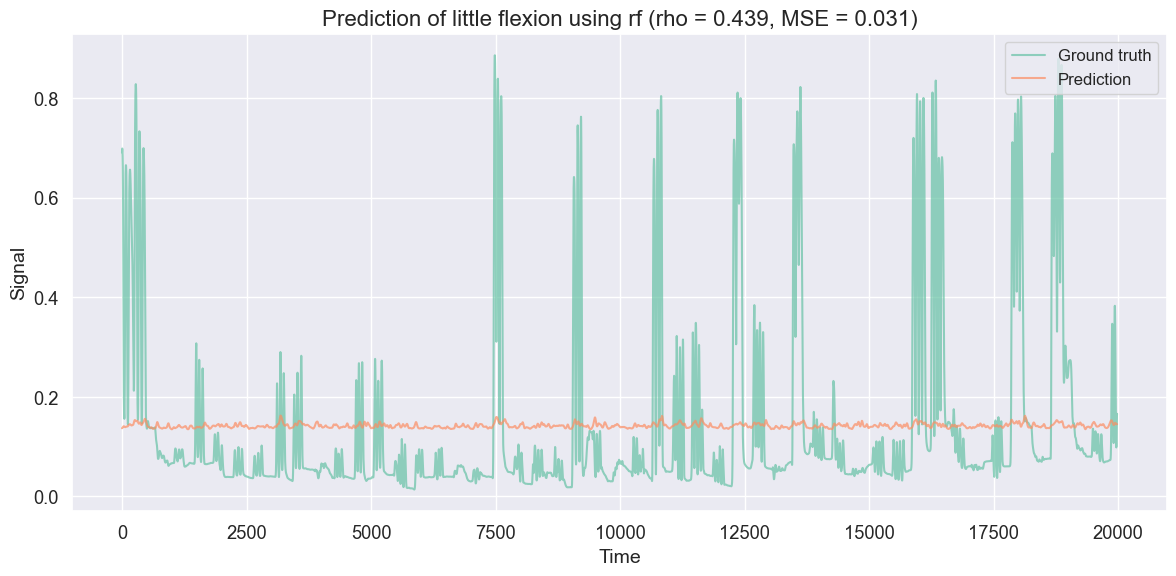 Prediction of little flexion using rf (rho = 0.439, MSE = 0.031)
Ground truth
Prediction
0.8
0.6
0.4
0.2
0.0
Signal
0 2500 5000 7500 10000 12500 15000 17500 20000
Time